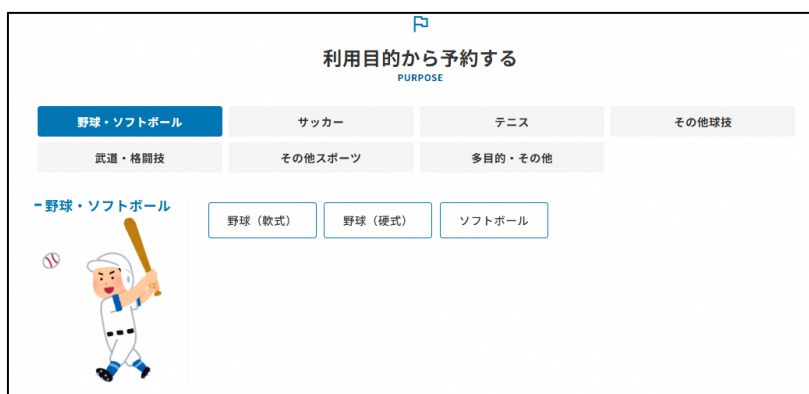 利用目的から予約する
PURPOSE
野球・ソフトボール
サッカー
テニス
その他球技
武道・格闘技
その他スポーツ
多目的・その他
野球・ソフトボール
野球（軟式）
野球（硬式）
ソフトボール